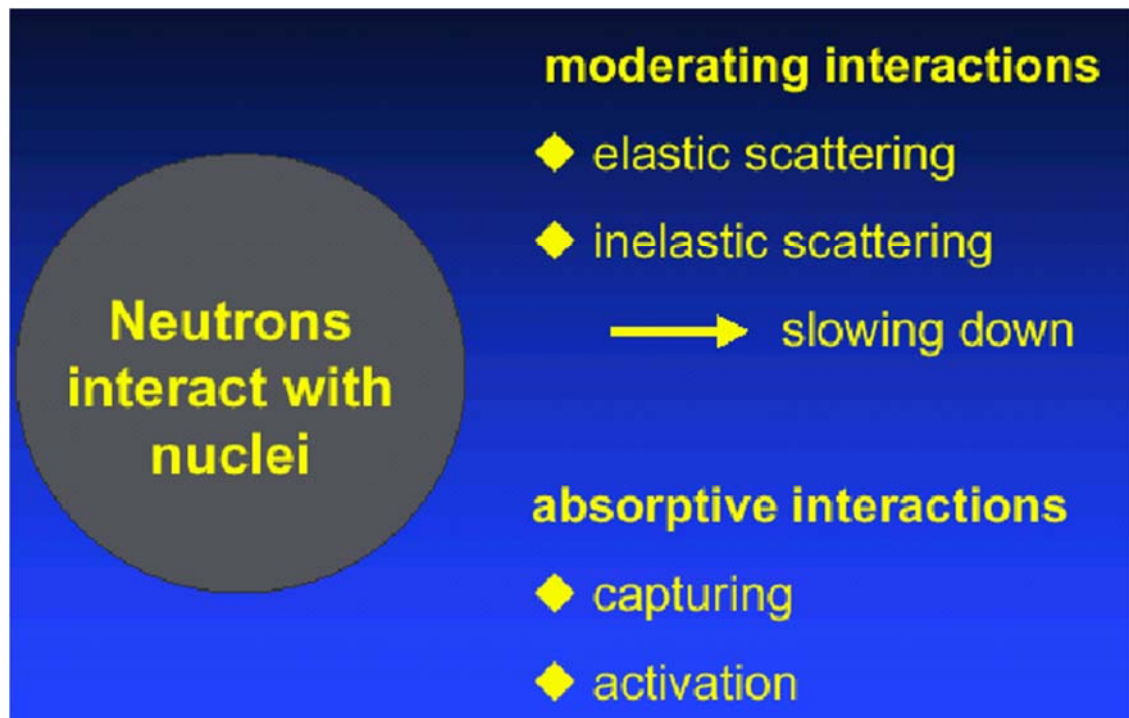 Neutrons
interact with
nuclei
moderating interactions
elastic scattering
inelastic scattering
slowing down
absorptive interactions
capturing
activation